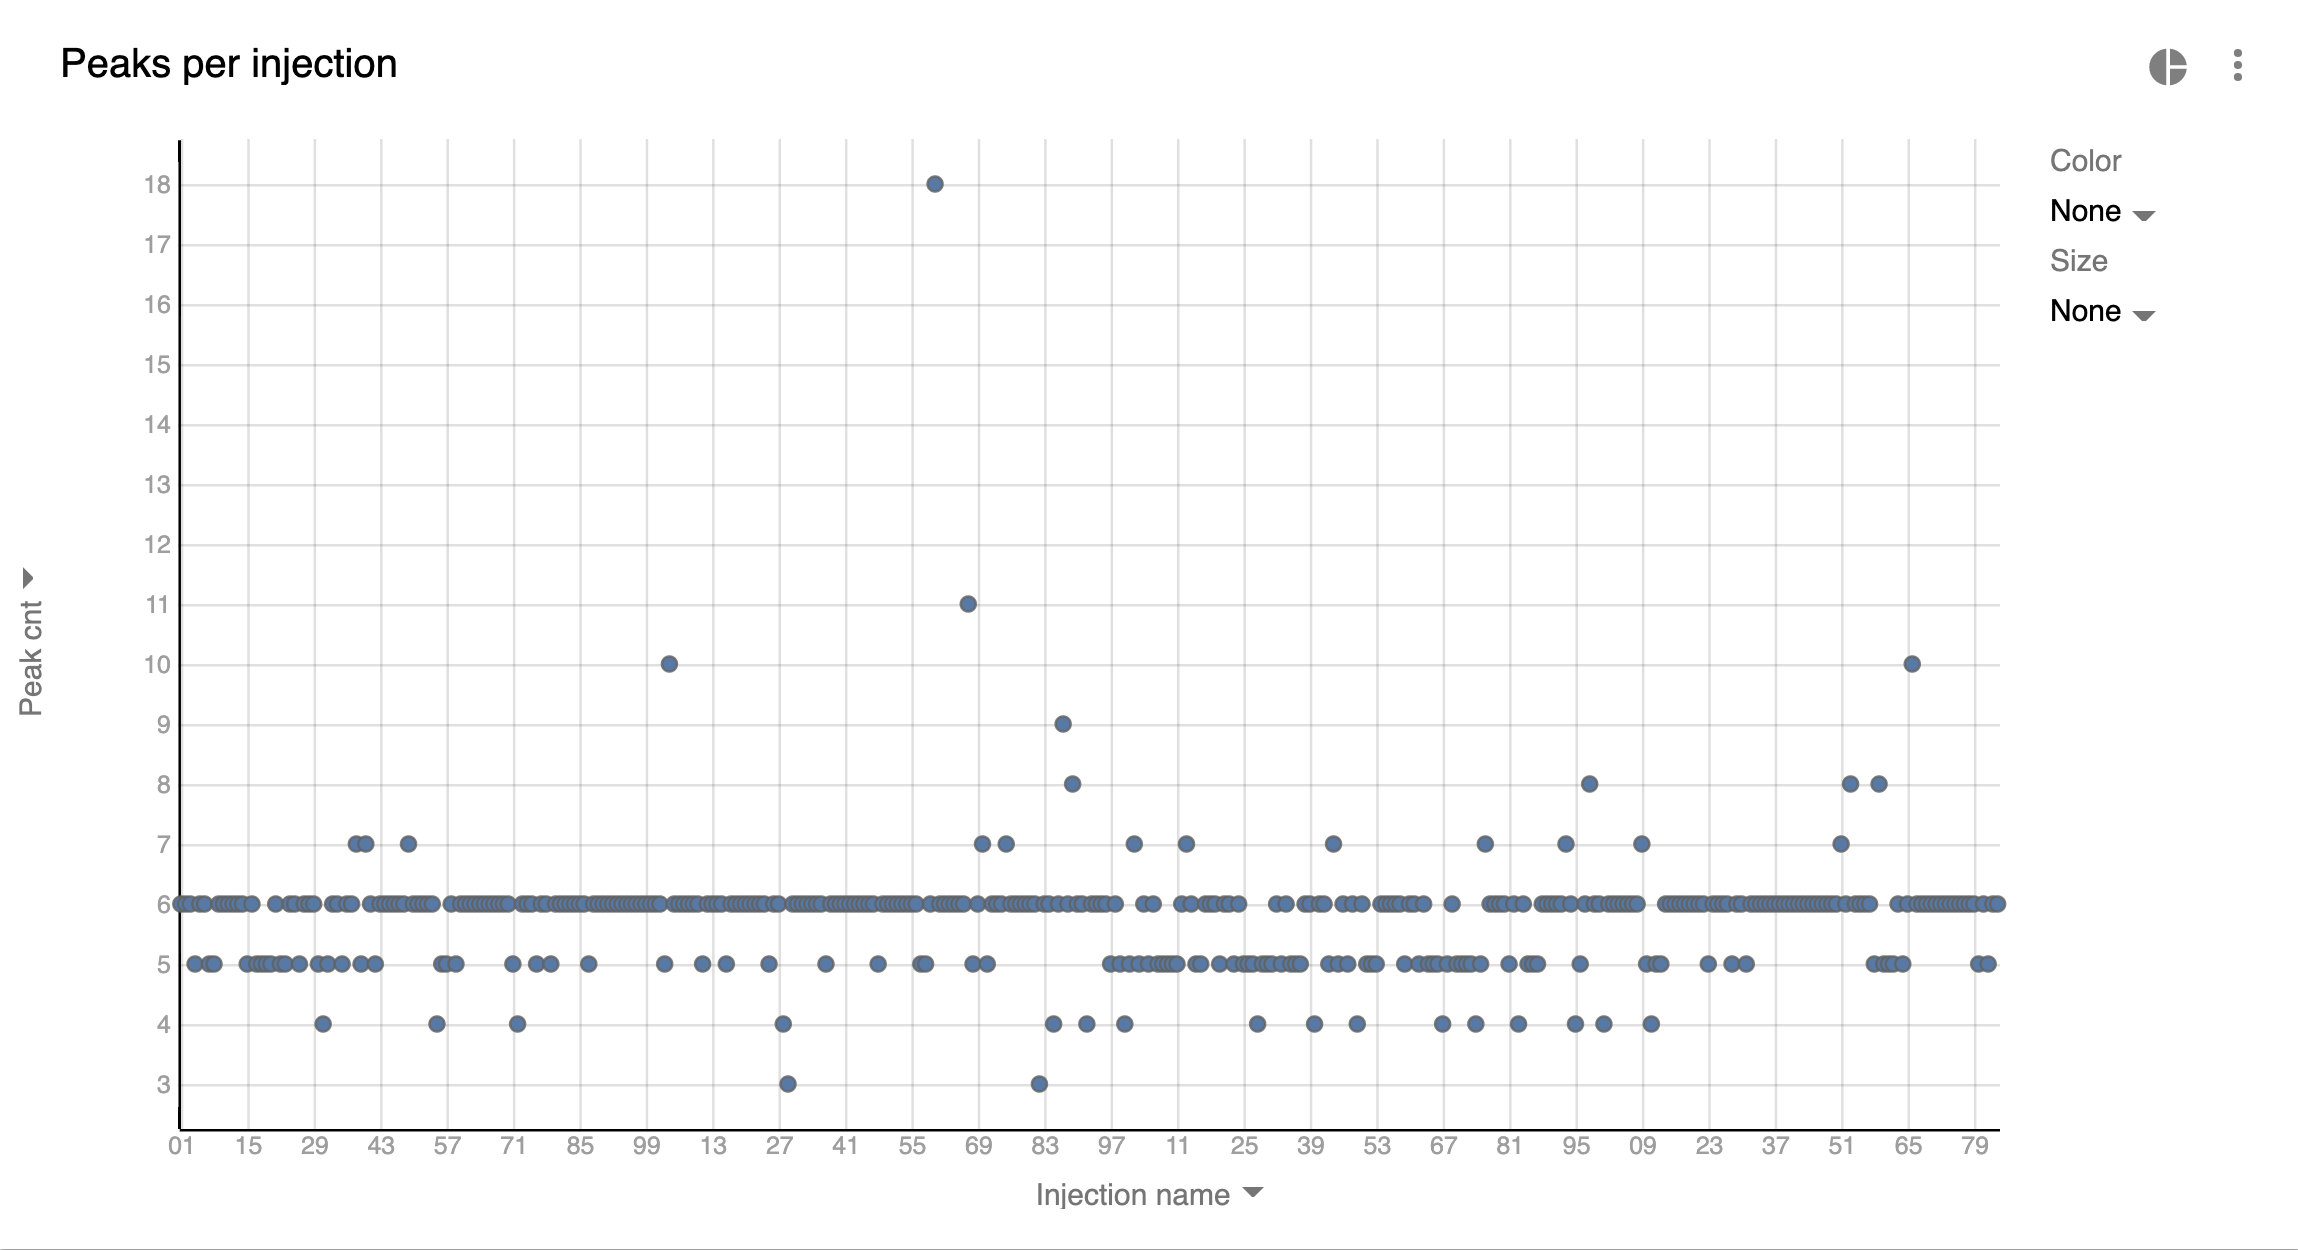 Peaks per injection
Color
None
Size
None
18
17
16
15
14
13
12
11
10
9
8
7
6
5
4
3
Peak cnt
01 15 29 43 57 71 85 99 13 27 41 55 69 83 97 11 25 39 53 67 81 95 09 23 37 51 65 79
Injection name